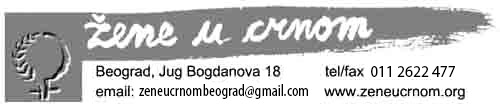 žene u crnom
Beograd, Jug Bogdanova 18 tel/fax 011 2622 477
email: zeneucrnombeograd@gmail.com www.zeneucrnom.org